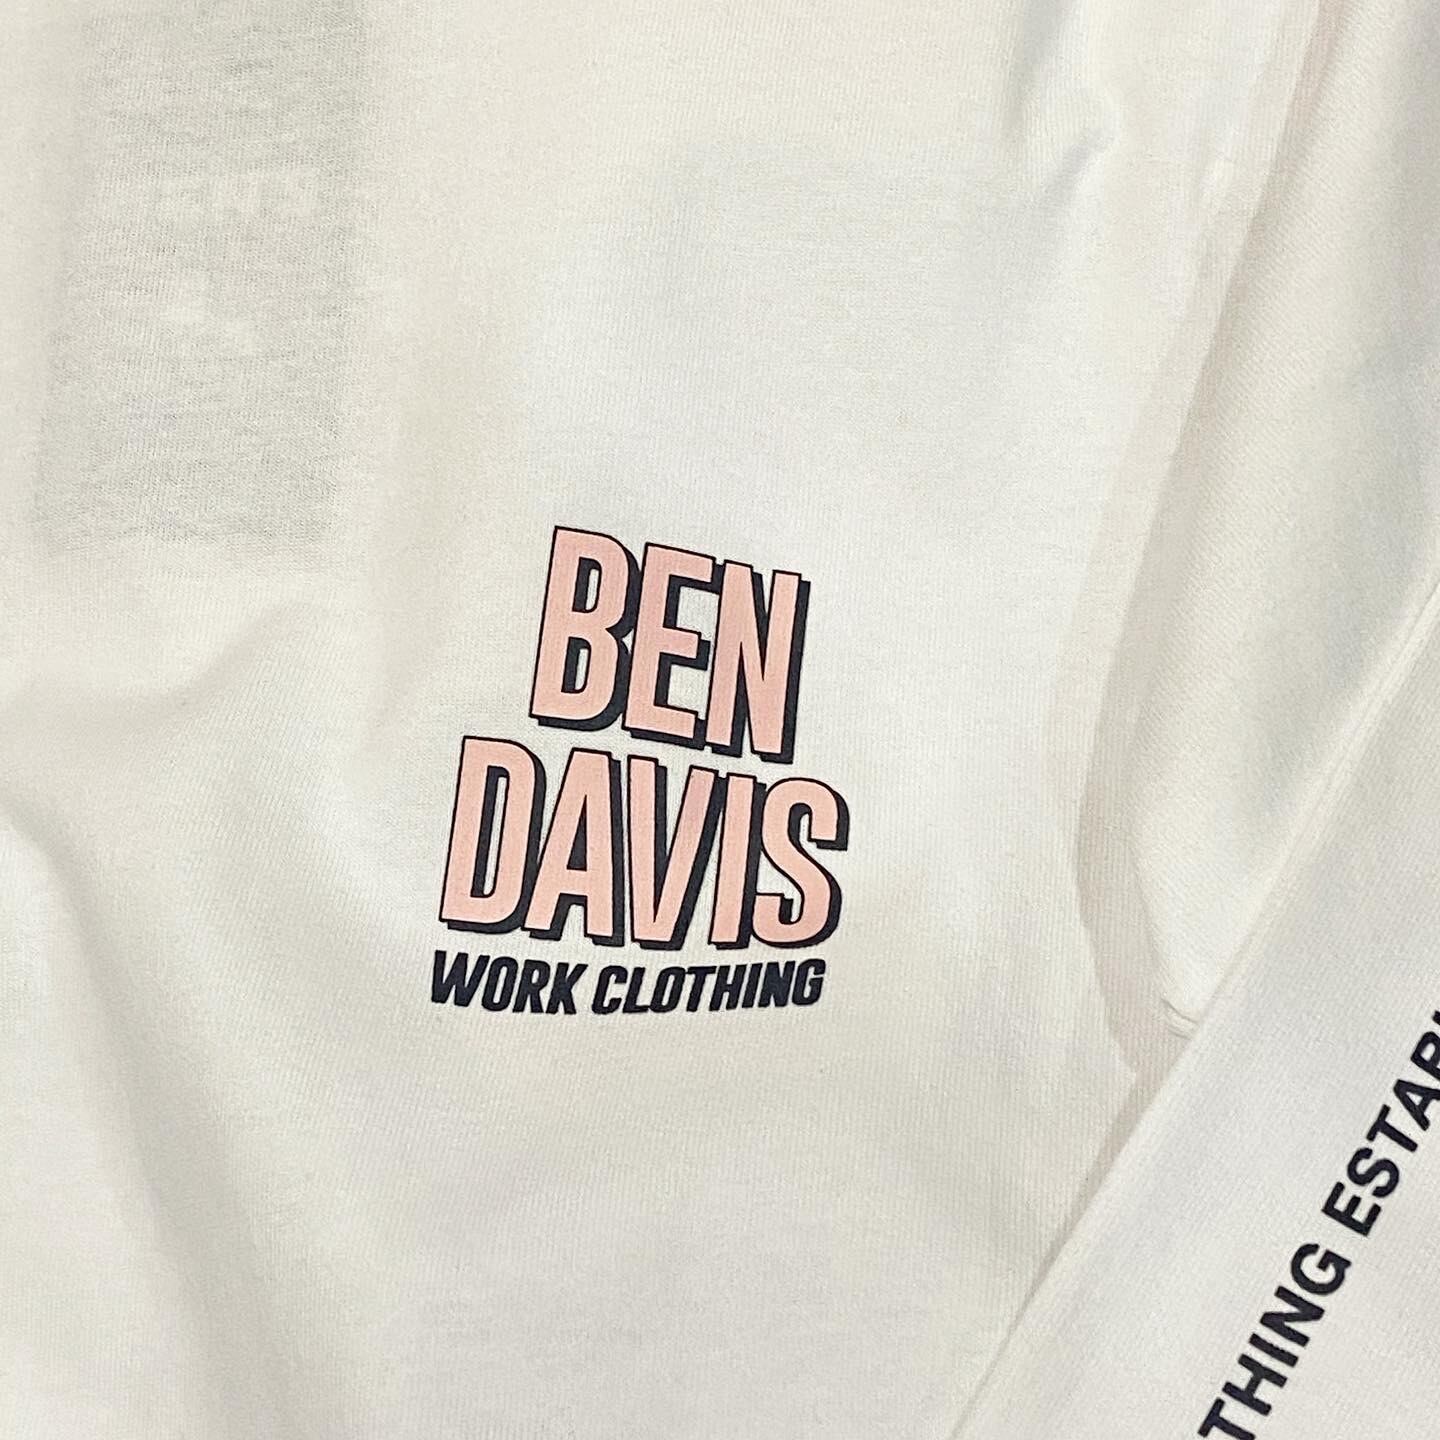 BEN
DAVIS
WORK CLOTHING
THING ESTAB